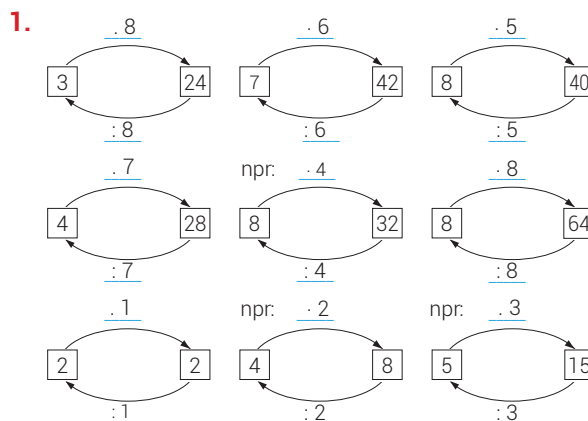 1.
. 8 · 6 · 5
3 24 7 42 8 40
: 8 : 6 : 5
. 7 npr: · 4 · 8
4 28 8 32 8 64
: 7 : 4 : 8
. 1 npr: · 2 npr: . 3
2 2 4 8 5 15
: 1 : 2 : 3